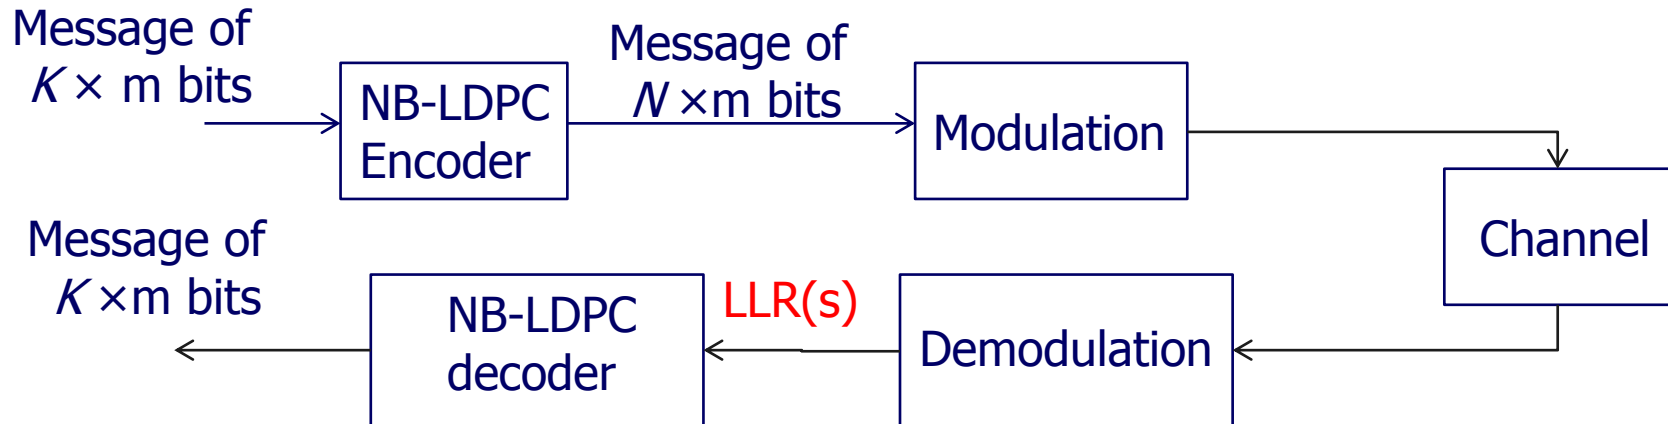 Message of
K × m bits
NB-LDPC
Encoder
Message of
N ×m bits
Modulation
Channel
Message of
K ×m bits
NB-LDPC
decoder
LLR(s)
Demodulation